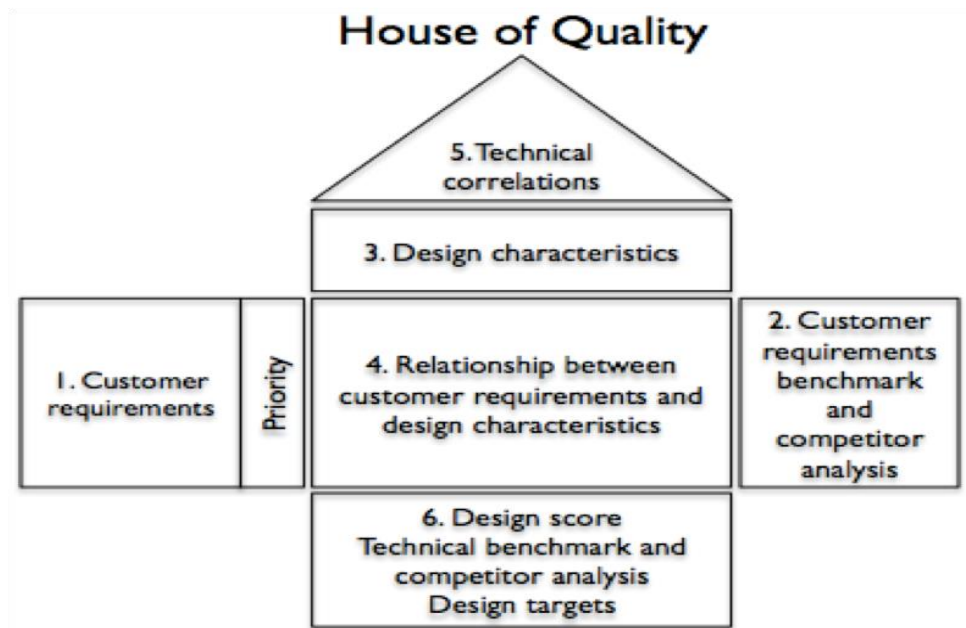 House of Quality
5. Technical
correlations
3. Design characteristics
1. Customer
requirements
Priority
4. Relationship between
customer requirements and
design characteristics
2. Customer
requirements
benchmark
and
competitor
analysis
6. Design score
Technical benchmark and
competitor analysis
Design targets